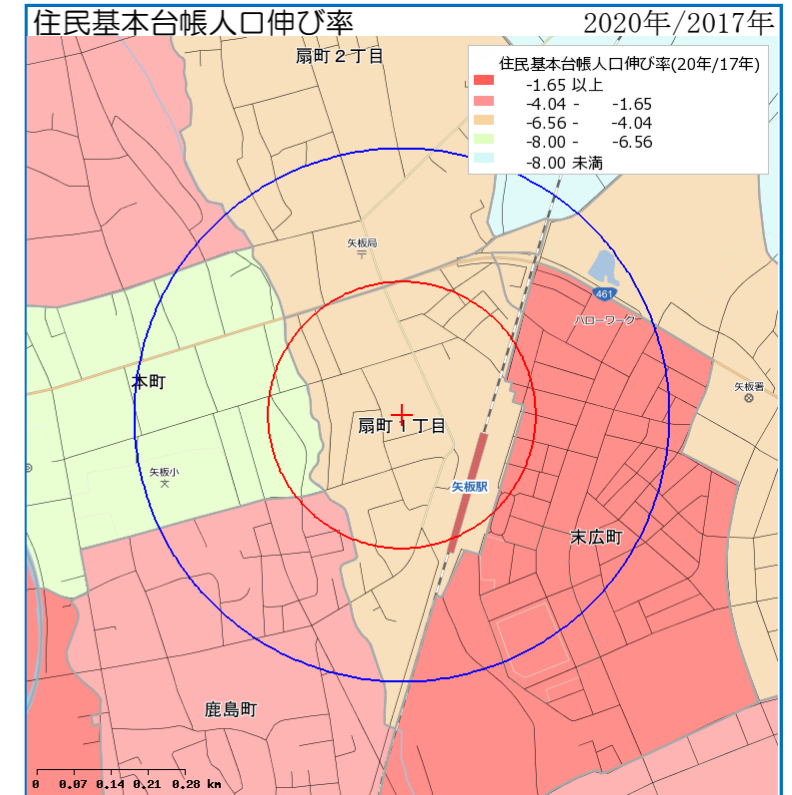 住民基本台帳人口伸び率 2020年/2017年
扇町２丁目
住民基本台帳人口伸び率(20年/17年)
-1.65 以上
-4.04 - -1.65
-6.56 - -4.04
-8.00 - -6.56
-8.00 未満
矢板局
461
ハローワーク
本町
矢板署
扇町１丁目
矢板小
文
矢板駅
末広町
鹿島町
0 0.07 0.14 0.21 0.28 km